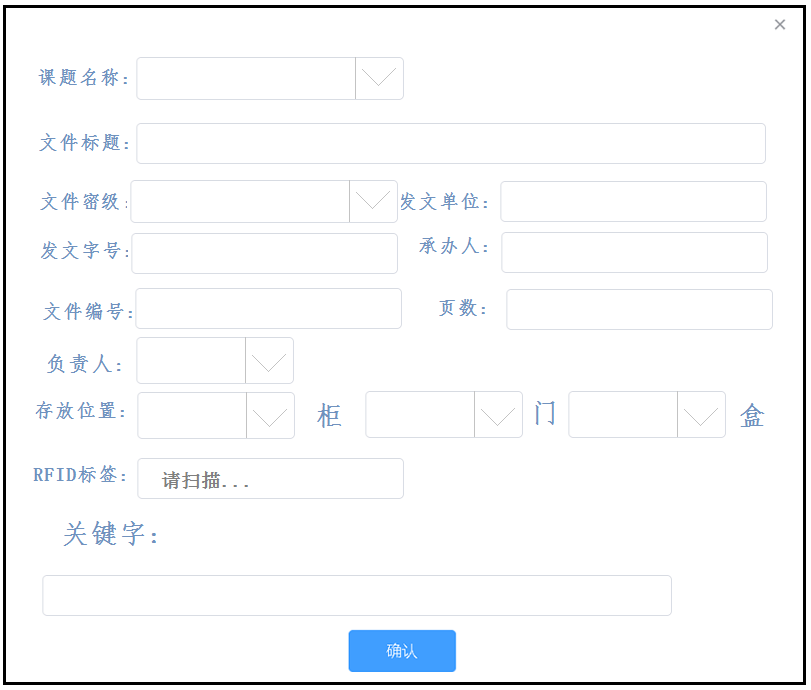 ×
课题名称:
文件标题:
文件密级: 发文单位:
发文字号: 承办人:
文件编号: 页数:
负责人:
存放位置: 柜 门 盒
RFID标签: 请扫描...
关键字:
确认